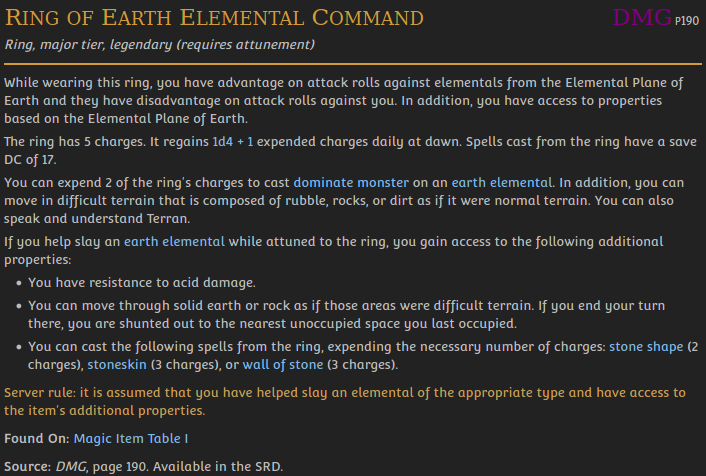 Ring of Earth Elemental Command DMG P190
Ring, major tier, legendary (requires attunement)
While wearing this ring, you have advantage on attack rolls against elementals from the Elemental Plane of
Earth and they have disadvantage on attack rolls against you. In addition, you have access to properties
based on the Elemental Plane of Earth.
The ring has 5 charges. It regains 1d4 + 1 expended charges daily at dawn. Spells cast from the ring have a save
DC of 17.
You can expend 2 of the ring's charges to cast dominate monster on an earth elemental. In addition, you can
move in difficult terrain that is composed of rubble, rocks, or dirt as if it were normal terrain. You can also
speak and understand Terran.
If you help slay an earth elemental while attuned to the ring, you gain access to the following additional
properties:
• You have resistance to acid damage.
• You can move through solid earth or rock as if those areas were difficult terrain. If you end your turn
there, you are shunted out to the nearest unoccupied space you last occupied.
• You can cast the following spells from the ring, expending the necessary number of charges: stone shape (2
charges), stoneskin (3 charges), or wall of stone (3 charges).
Server rule: it is assumed that you have helped slay an elemental of the appropriate type and have access to
the item's additional properties.
Found On: Magic Item Table I
Source: DMG, page 190. Available in the SRD.